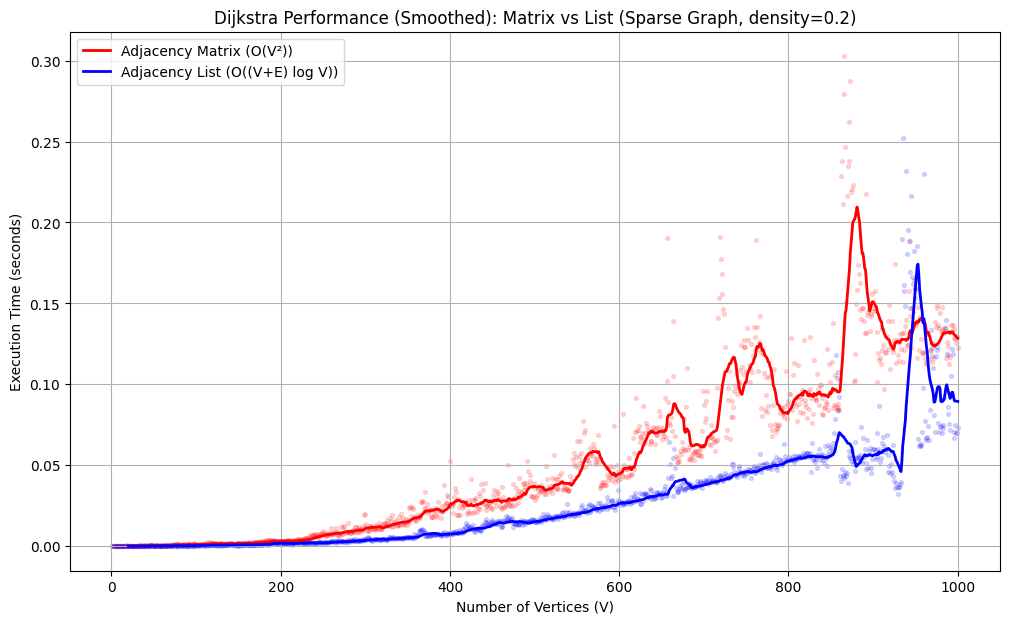 Dijkstra Performance (Smoothed): Matrix vs List (Sparse Graph, density=0.2)
Adjacency Matrix (O(V²))
Adjacency List (O((V+E) log V))
Execution Time (seconds)
0.30
0.25
0.20
0.15
0.10
0.05
0.00
0
200
400
600
800
1000
Number of Vertices (V)